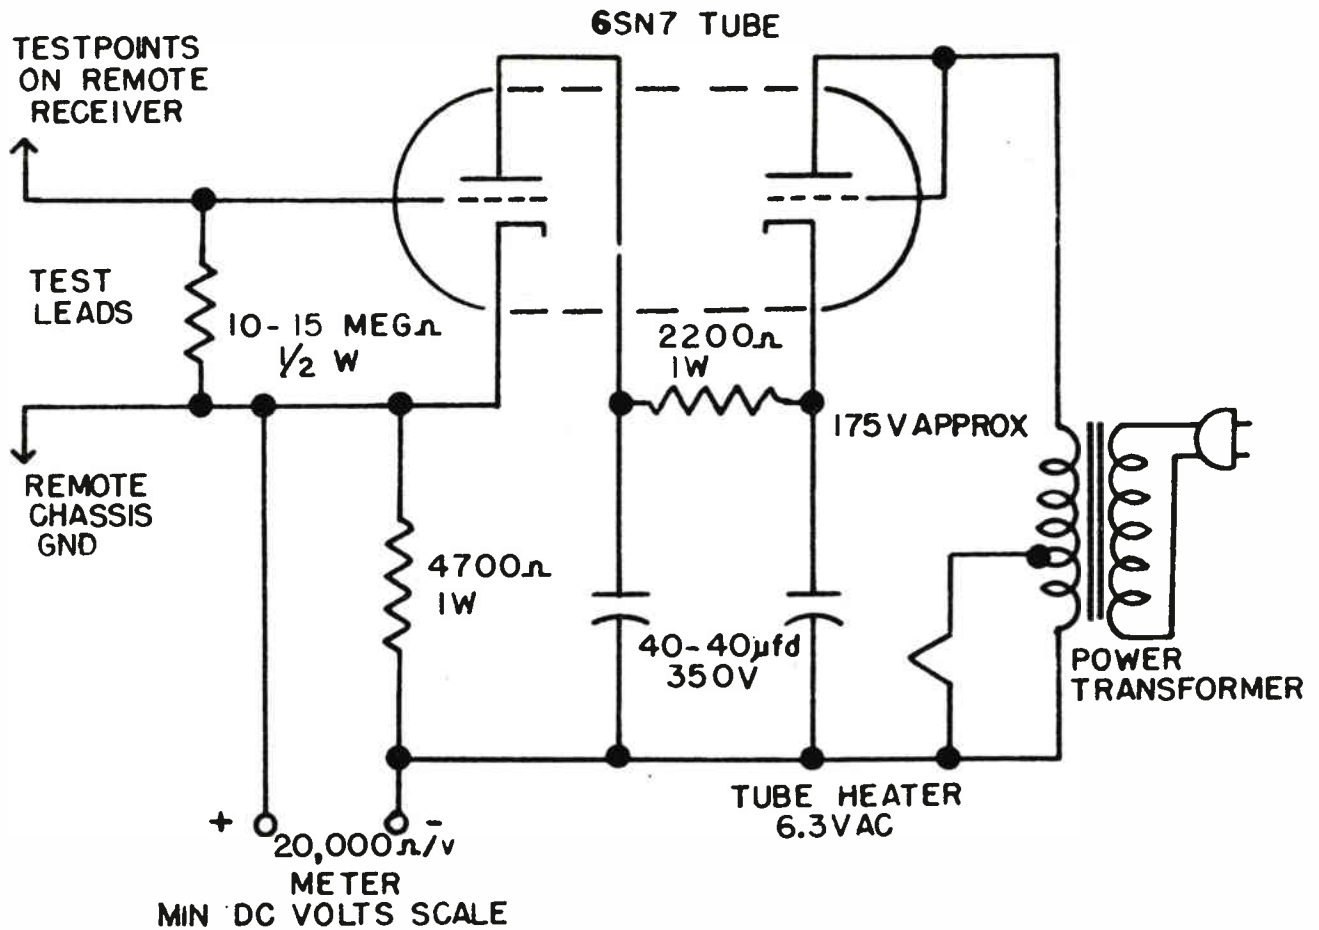 6SN7 TUBE
TESTPOINTS
ON REMOTE
RECEIVER
TEST
LEADS
10-15 MEGΩ
1/2 W
2200Ω
1W
175V APPROX
REMOTE
CHASSIS
GND
4700Ω
1W
40-40µfd
350V
POWER
TRANSFORMER
TUBE HEATER
6.3VAC
+
-
20,000Ω/v
METER
MIN DC VOLTS SCALE